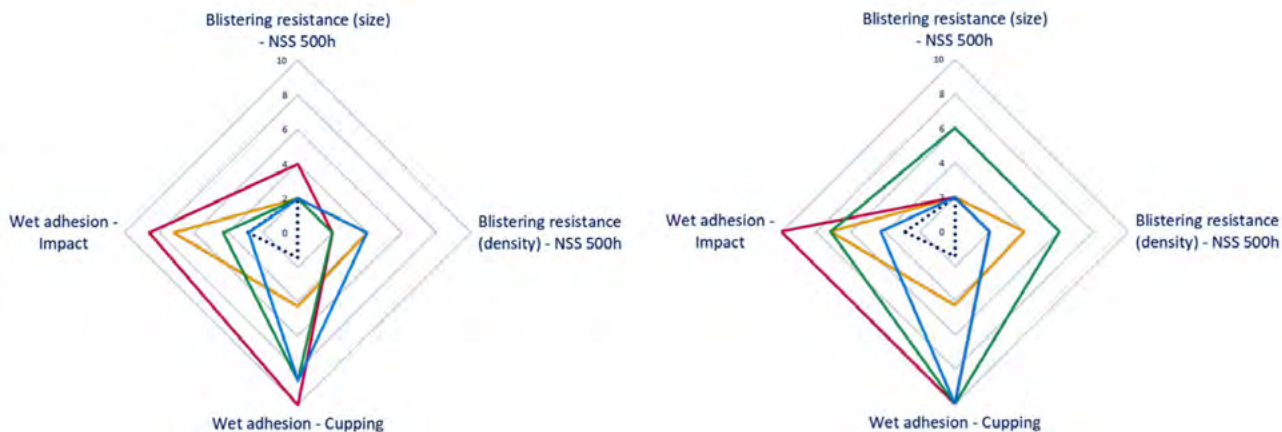 Blistering resistance (size)
- NSS 500h
10
8
6
4
2
0
Wet adhesion -
Impact
Blistering resistance
(density) - NSS 500h
Wet adhesion - Cupping
Blistering resistance (size)
- NSS 500h
10
8
6
4
2
0
Wet adhesion -
Impact
Blistering resistance
(density) - NSS 500h
Wet adhesion - Cupping